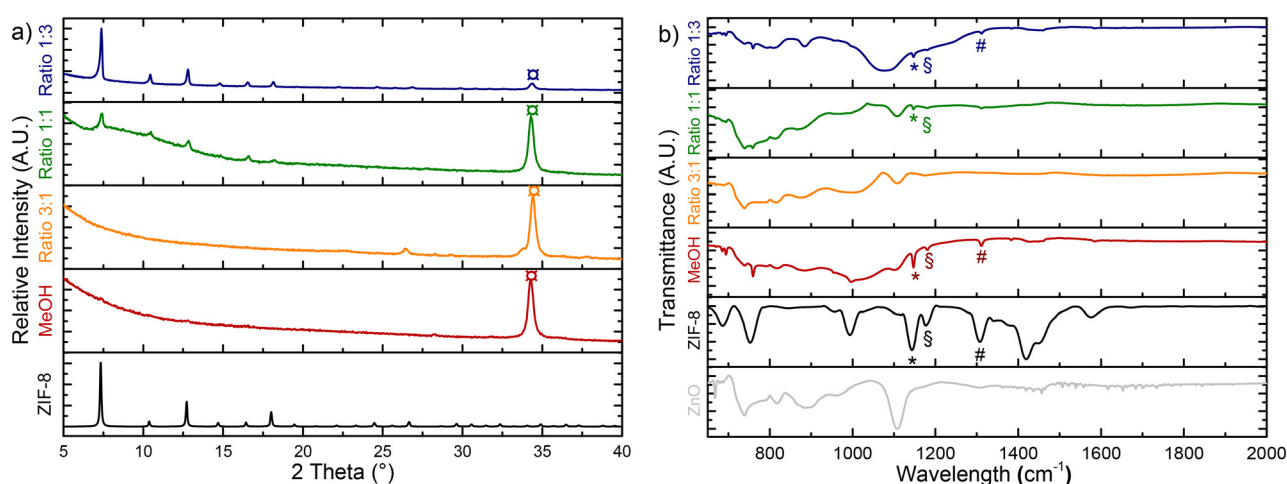 a)
Relative Intensity (A.U.)
Ratio 1:3
¤
Ratio 1:1
¤
Ratio 3:1
¤
MeOH
¤
ZIF-8
5 10 15 20 25 30 35 40
2 Theta (°)
b)
Transmittance (A.U.)
Ratio 1:3
* § #
Ratio 1:1
* §
Ratio 3:1
MeOH
* § #
ZIF-8
* § #
ZnO
800 1000 1200 1400 1600 1800 2000
Wavelength (cm-1)